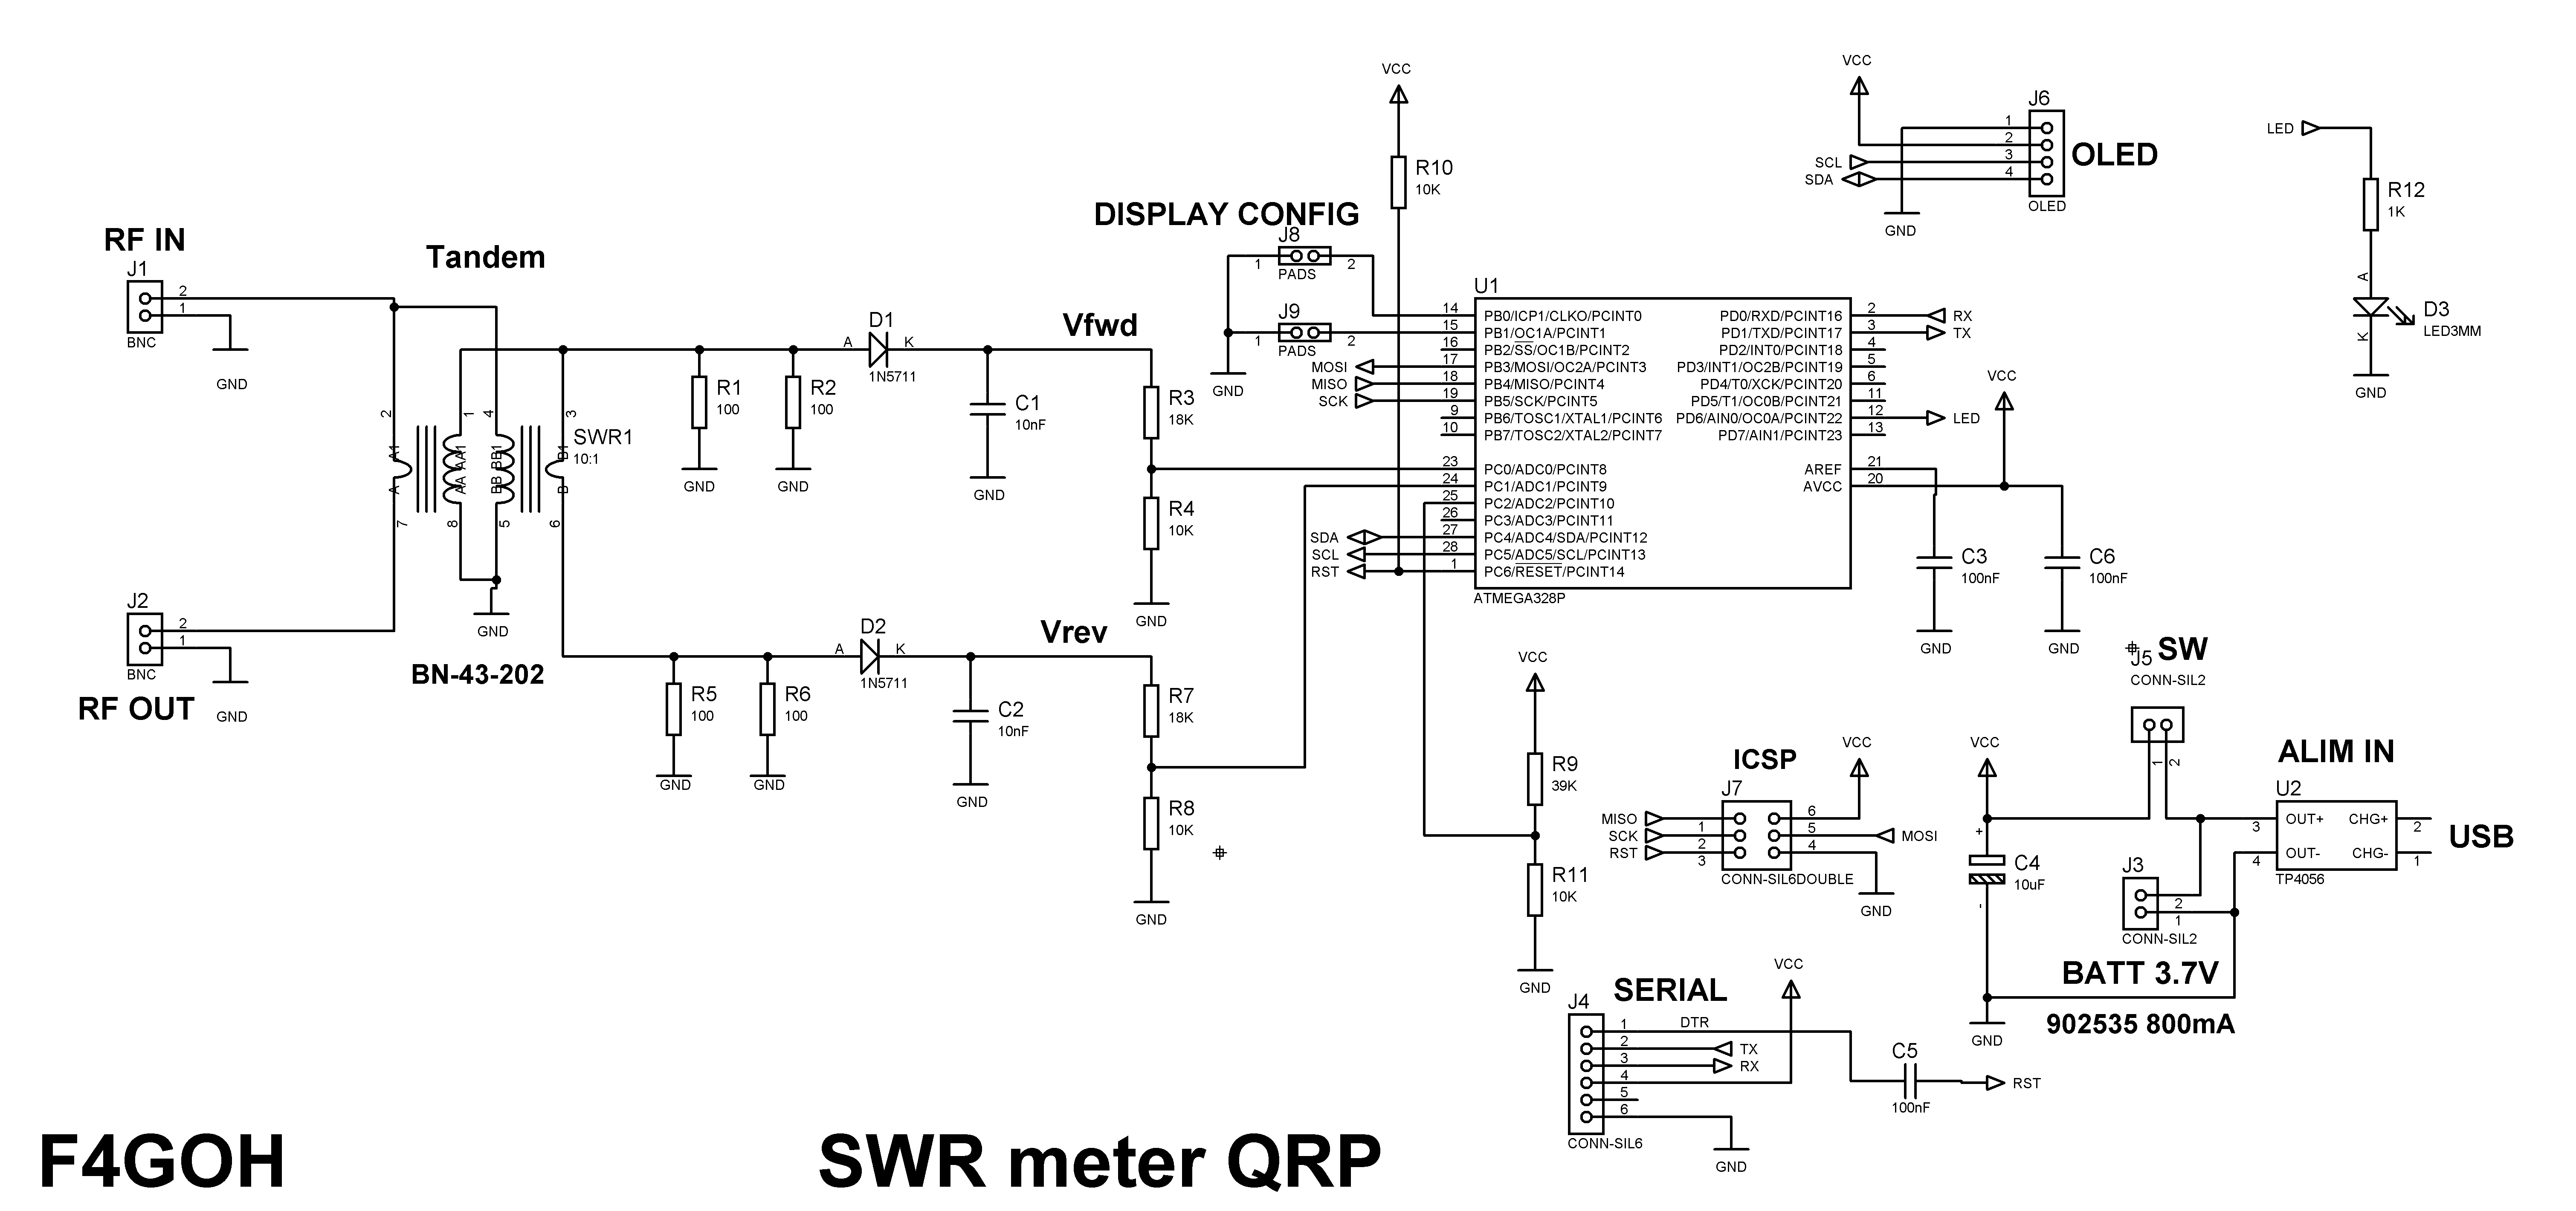 RF IN
J1
2
1
BNC
GND
Tandem
2
1
4
3
A1
AA1
BB1
B1
SWR1
10:1
A
AA
BB
B
7
8
5
6
GND
BN-43-202
J2
2
1
BNC
RF OUT
GND
D1
A
K
1N5711
R1
100
GND
R2
100
GND
C1
10nF
GND
Vfwd
R3
18K
R4
10K
GND
D2
A
K
1N5711
R5
100
GND
R6
100
GND
C2
10nF
GND
Vrev
R7
18K
R8
10K
GND
DISPLAY CONFIG
J8
1
2
PADS
J9
1
2
PADS
GND
VCC
R10
10K
MOSI
MISO
SCK
SDA
SCL
RST
U1
14 PB0/ICP1/CLKO/PCINT0
15 PB1/OC1A/PCINT1
16 PB2/SS/OC1B/PCINT2
17 PB3/MOSI/OC2A/PCINT3
18 PB4/MISO/PCINT4
19 PB5/SCK/PCINT5
9 PB6/TOSC1/XTAL1/PCINT6
10 PB7/TOSC2/XTAL2/PCINT7
23 PC0/ADC0/PCINT8
24 PC1/ADC1/PCINT9
25 PC2/ADC2/PCINT10
26 PC3/ADC3/PCINT11
27 PC4/ADC4/SDA/PCINT12
28 PC5/ADC5/SCL/PCINT13
1 PC6/RESET/PCINT14
PD0/RXD/PCINT16 2 RX
PD1/TXD/PCINT17 3 TX
PD2/INT0/PCINT18 4
PD3/INT1/OC2B/PCINT19 5
PD4/T0/XCK/PCINT20 6
PD5/T1/OC0B/PCINT21 11
PD6/AIN0/OC0A/PCINT22 12 LED
PD7/AIN1/PCINT23 13
AREF 21
AVCC 20
ATMEGA328P
VCC
C3
100nF
GND
C6
100nF
GND
VCC
J6
1
2
3
4
SCL
SDA
OLED
OLED
GND
LED
R12
1K
A
D3
LED3MM
K
GND
VCC
R9
39K
R11
10K
GND
ICSP
J7
VCC
MISO
SCK
RST
1
2
3
6
5
4
MOSI
CONN-SIL6DOUBLE
GND
SW
J5
CONN-SIL2
1
2
VCC
+
C4
10uF
-
GND
ALIM IN
U2
3 OUT+ CHG+ 2
4 OUT- CHG- 1
TP4056
USB
J3
2
1
CONN-SIL2
BATT 3.7V
902535 800mA
SERIAL
J4
VCC
1 DTR
2 TX
3 RX
4
5
6
CONN-SIL6
GND
C5
100nF
RST
F4GOH
SWR meter QRP